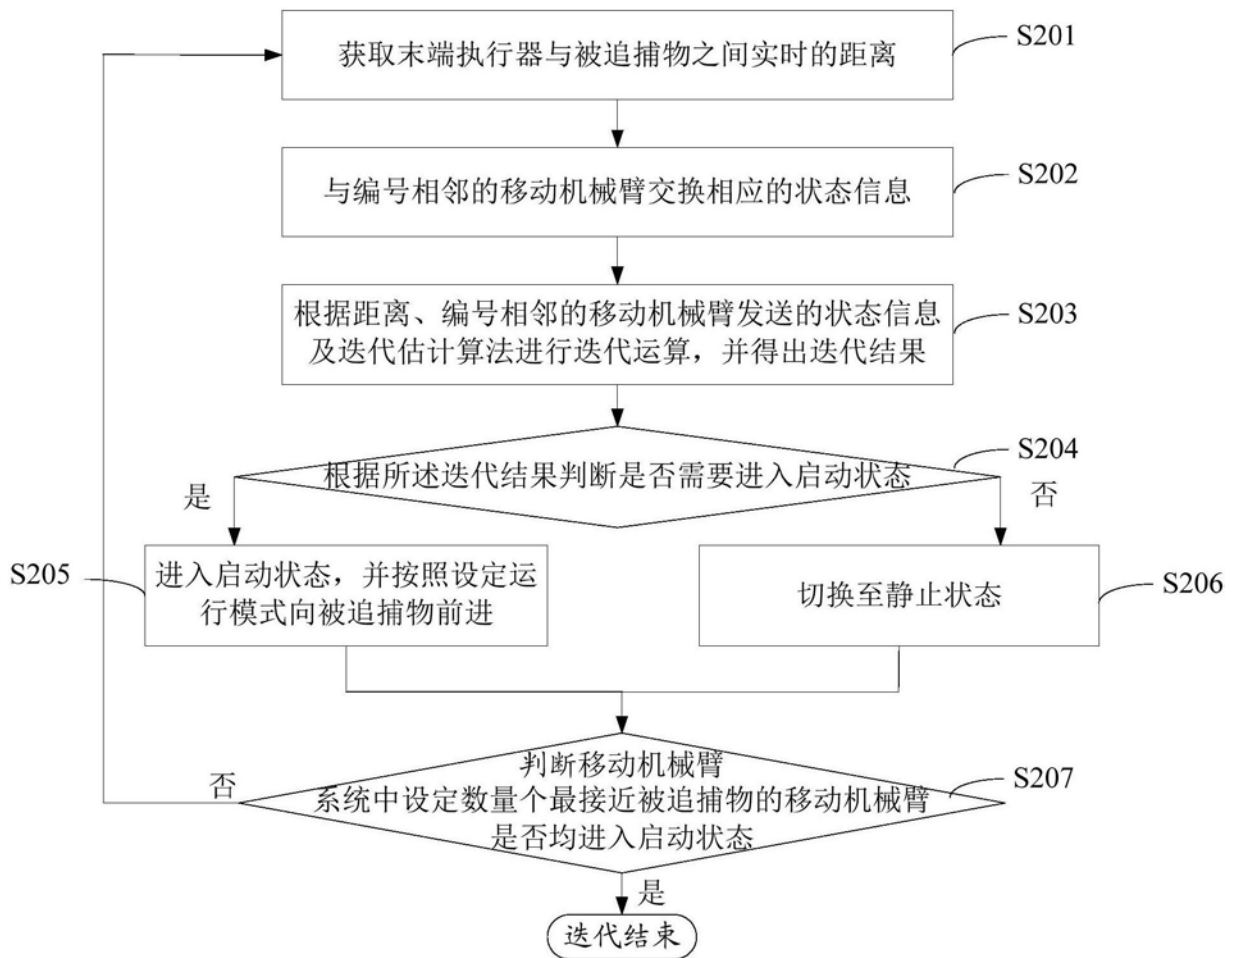 获取末端执行器与被追捕物之间实时的距离
S201
与编号相邻的移动机械臂交换相应的状态信息
S202
根据距离、编号相邻的移动机械臂发送的状态信息
及迭代估计算法进行迭代运算，并得出迭代结果
S203
根据所述迭代结果判断是否需要进入启动状态
S204
是
否
S205
进入启动状态，并按照设定运
行模式向被追捕物前进
切换至静止状态
S206
判断移动机械臂
系统中设定数量个最接近被追捕物的移动机械臂
是否均进入启动状态
S207
否
是
迭代结束